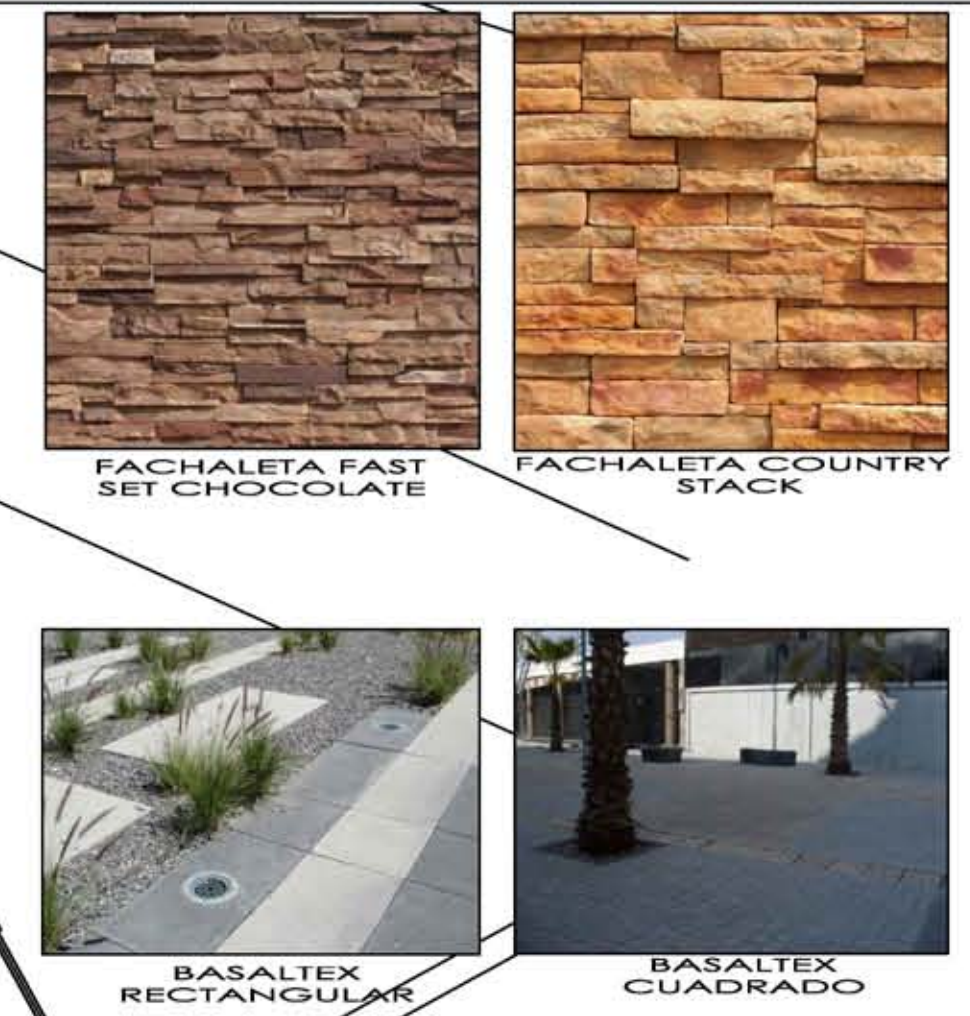 FACHALETA FAST
SET CHOCOLATE
FACHALETA COUNTRY
STACK
BASALTEX
RECTANGULAR
BASALTEX
CUADRADO